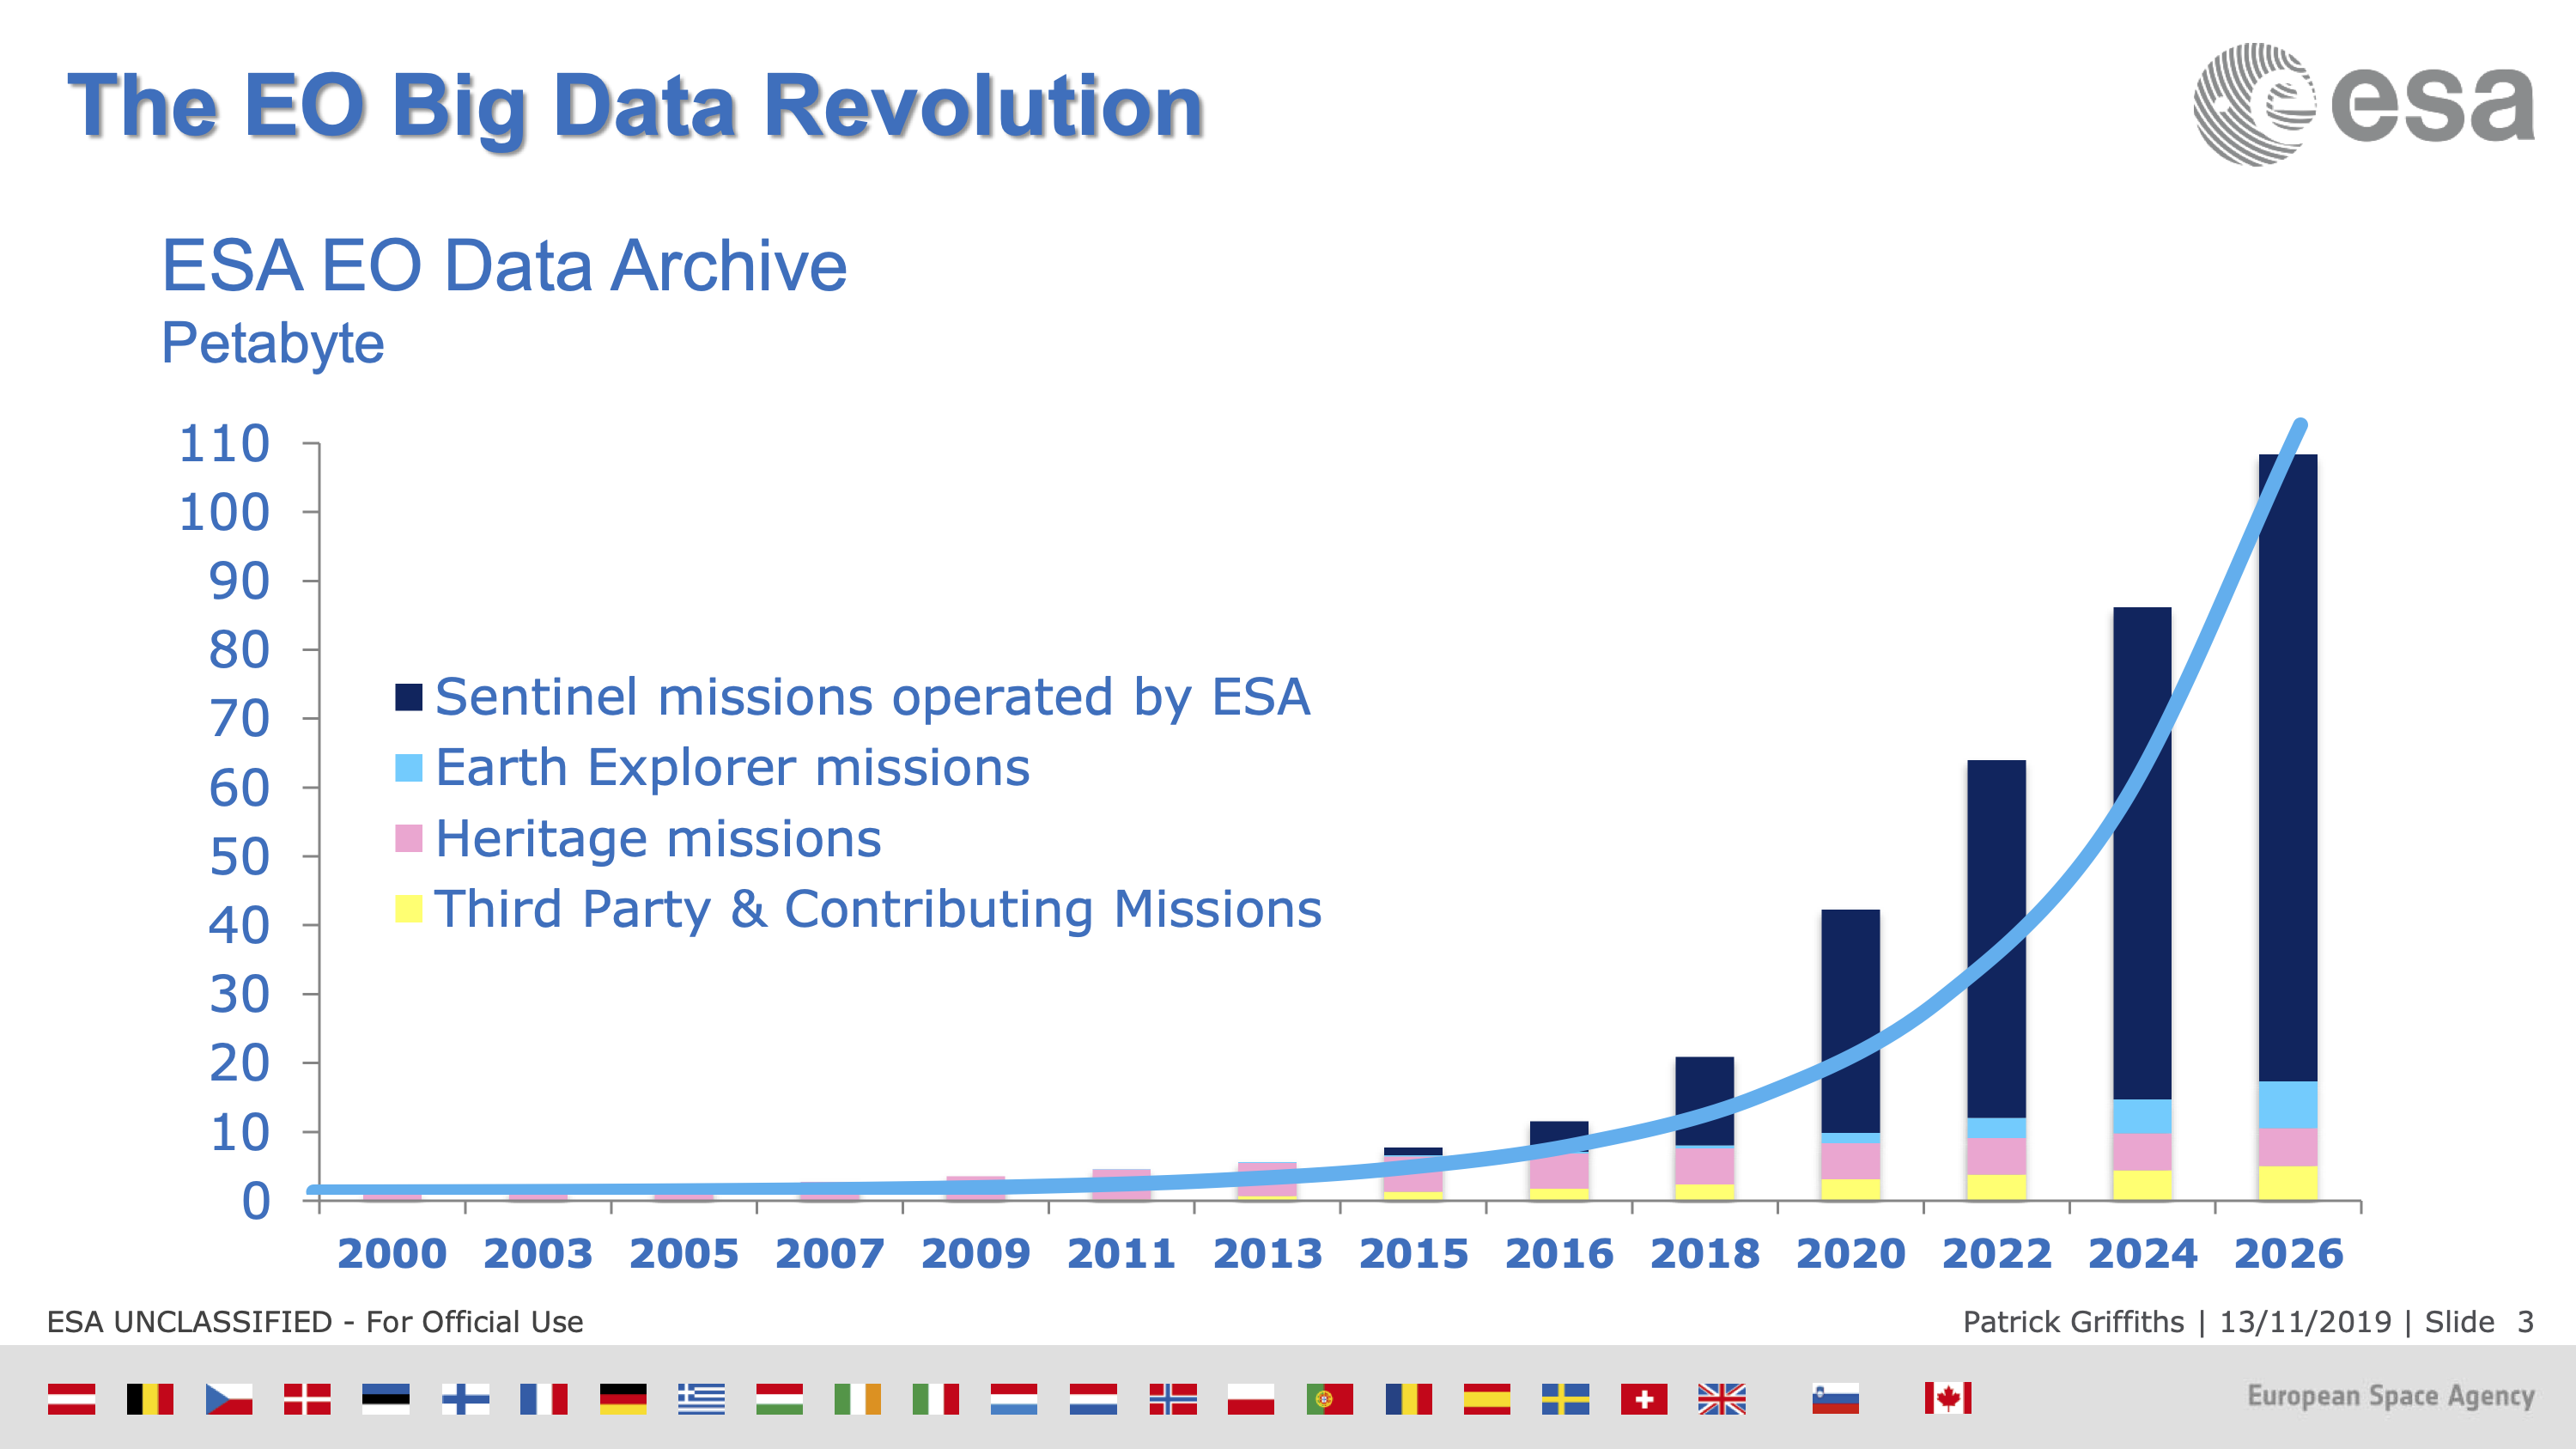 The EO Big Data Revolution
esa
ESA EO Data Archive
Petabyte
110
100
90
80
70
60
50
40
30
20
10
0
Sentinel missions operated by ESA
Earth Explorer missions
Heritage missions
Third Party & Contributing Missions
2000 2003 2005 2007 2009 2011 2013 2015 2016 2018 2020 2022 2024 2026
ESA UNCLASSIFIED - For Official Use
Patrick Griffiths | 13/11/2019 | Slide 3
European Space Agency